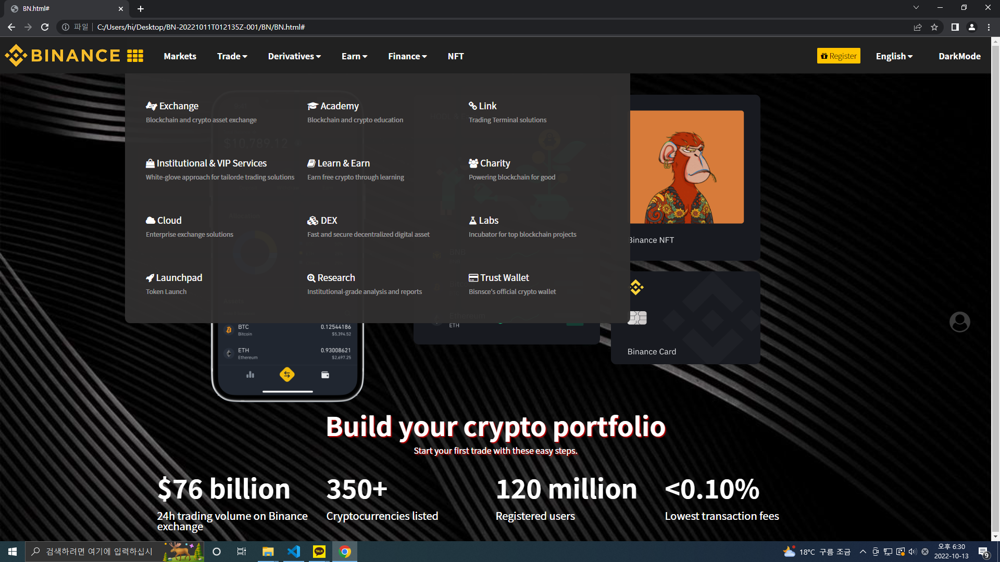 BN.html#
파일 C:/Users/hi/Desktop/BN-20221011T012135Z-001/BN/BN.html#
BINANCE Markets Trade Derivatives Earn Finance NFT Register English DarkMode
Exchange Academy Link
Blockchain and crypto asset exchange Blockchain and crypto education Trading Terminal solutions
$10,789.12
Institutional & VIP Services Learn & Earn Charity
White-glove approach for tailorde trading solutions Earn free crypto through learning Powering blockchain for good
Cloud DEX Labs
Enterprise exchange solutions Fast and secure decentralized digital asset Incubator for top blockchain projects
Binance NFT
BNB
Launchpad Research Trust Wallet
Token Launch Institutional-grade analysis and reports Bisnsce's official crypto wallet
Ethereum
ETH
BTC 0.12544186
Bitcoin $5,394.52
ETH 0.93008621
Ethereum $2,697.25
Binance Card
Build your crypto portfolio
Start your first trade with these easy steps.
$76 billion 350+ 120 million <0.10%
24h trading volume on Binance exchange Cryptocurrencies listed Registered users Lowest transaction fees
검색하려면 여기에 입력하십시
TALK
18°C 구름 조금
오후 6:30
2022-10-13
9